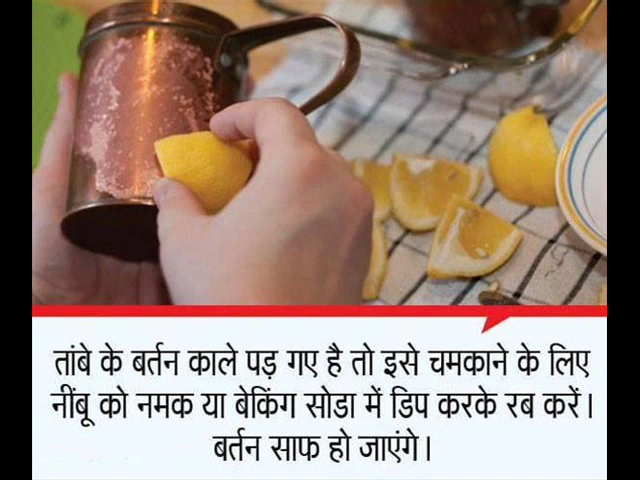 तांबे के बर्तन काले पड़ गए है तो इसे चमकाने के लिए
नींबू को नमक या बेकिंग सोडा में डिप करके रब करें।
बर्तन साफ हो जाएंगे।